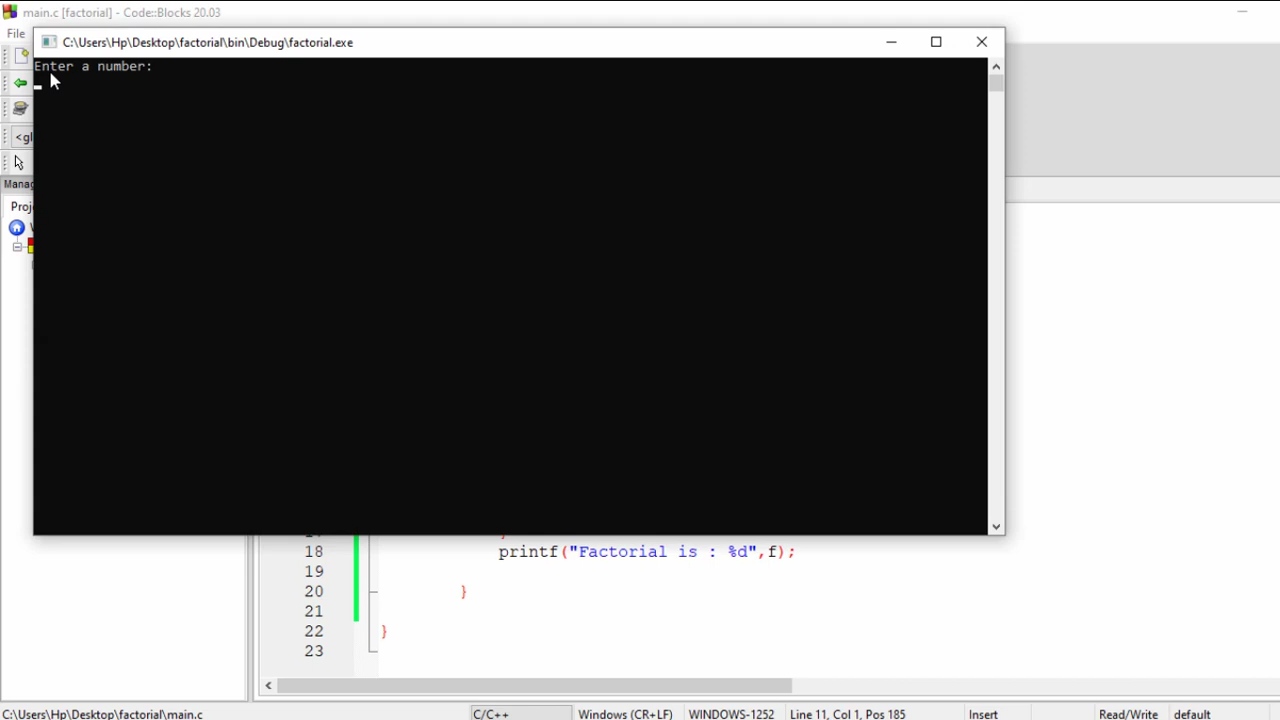 main.c [factorial] - Code::Blocks 20.03
File
C:\Users\Hp\Desktop\factorial\bin\Debug\factorial.exe
Enter a number:
<gl
Mana
Proj
18 printf("Factorial is : %d",f);
19
20 }
21
22 }
23
C:\Users\Hp\Desktop\factorial\main.c C/C++ Windows (CR+LF) WINDOWS-1252 Line 11, Col 1, Pos 185 Insert Read/Write default